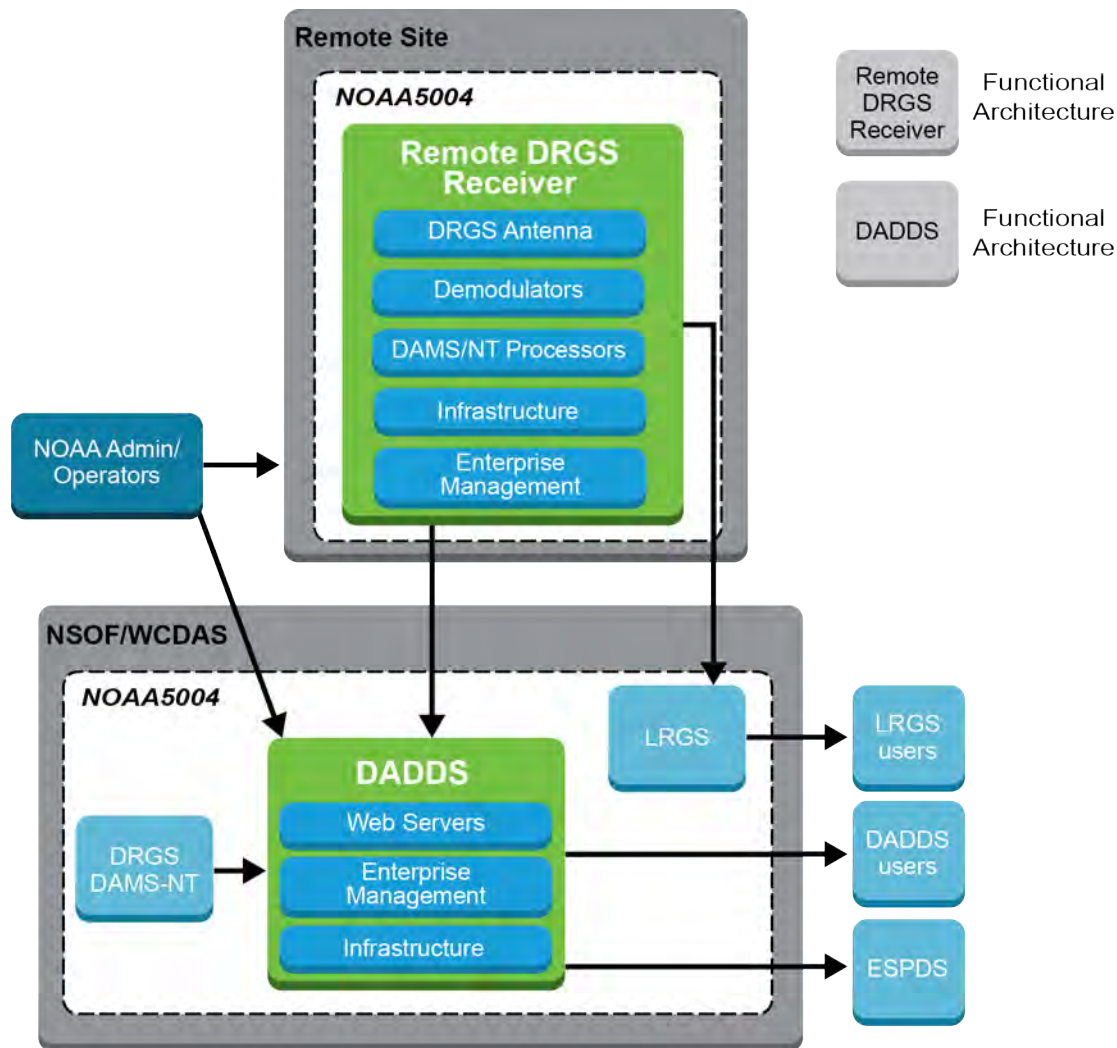 Remote Site
NOAA5004
Remote DRGS
Receiver
DRGS Antenna
Demodulators
DAMS/NT Processors
Infrastructure
Enterprise
Management
Remote
DRGS
Receiver
Functional
Architecture
DADDS
Functional
Architecture
NOAA Admin/
Operators
NSOF/WCDAS
NOAA5004
LRGS
LRGS
users
DADDS
Web Servers
Enterprise
Management
Infrastructure
DRGS
DAMS-NT
DADDS
users
ESPDS